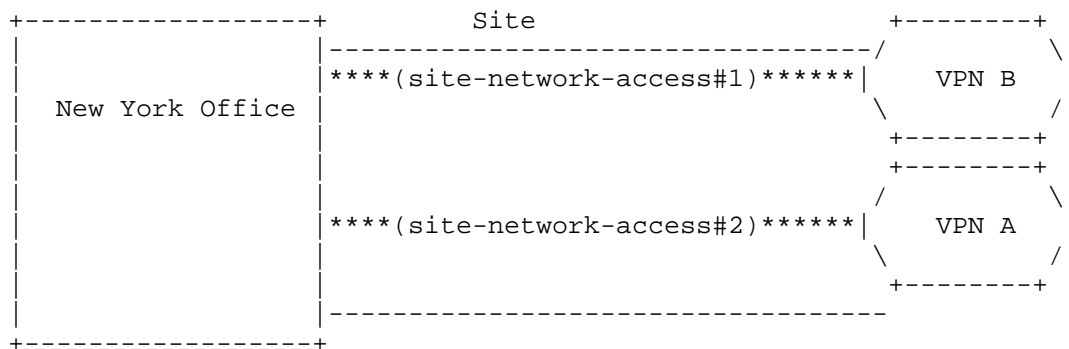 Site
****(site-network-access#1)******| VPN B
New York Office
****(site-network-access#2)******| VPN A